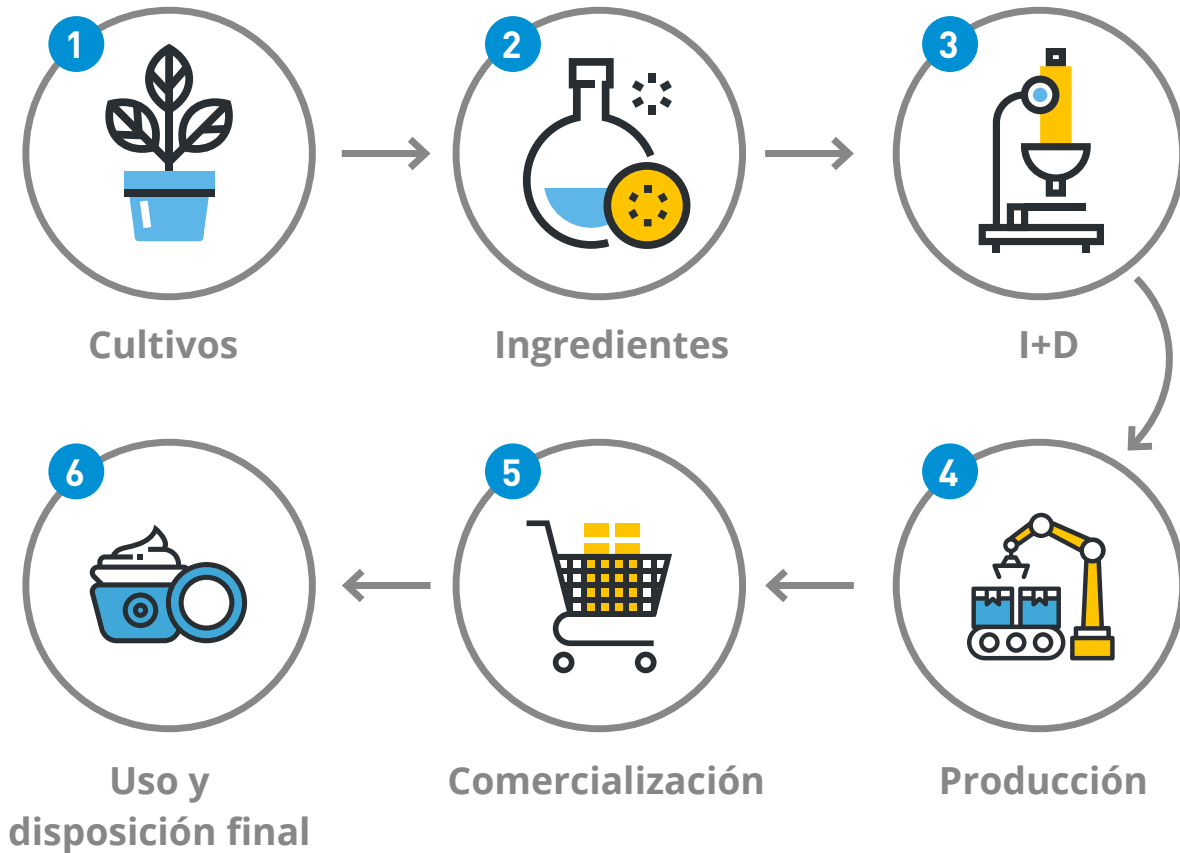 1
Cultivos
2
Ingredientes
3
I+D
4
Producción
5
Comercialización
6
Uso y
disposición final